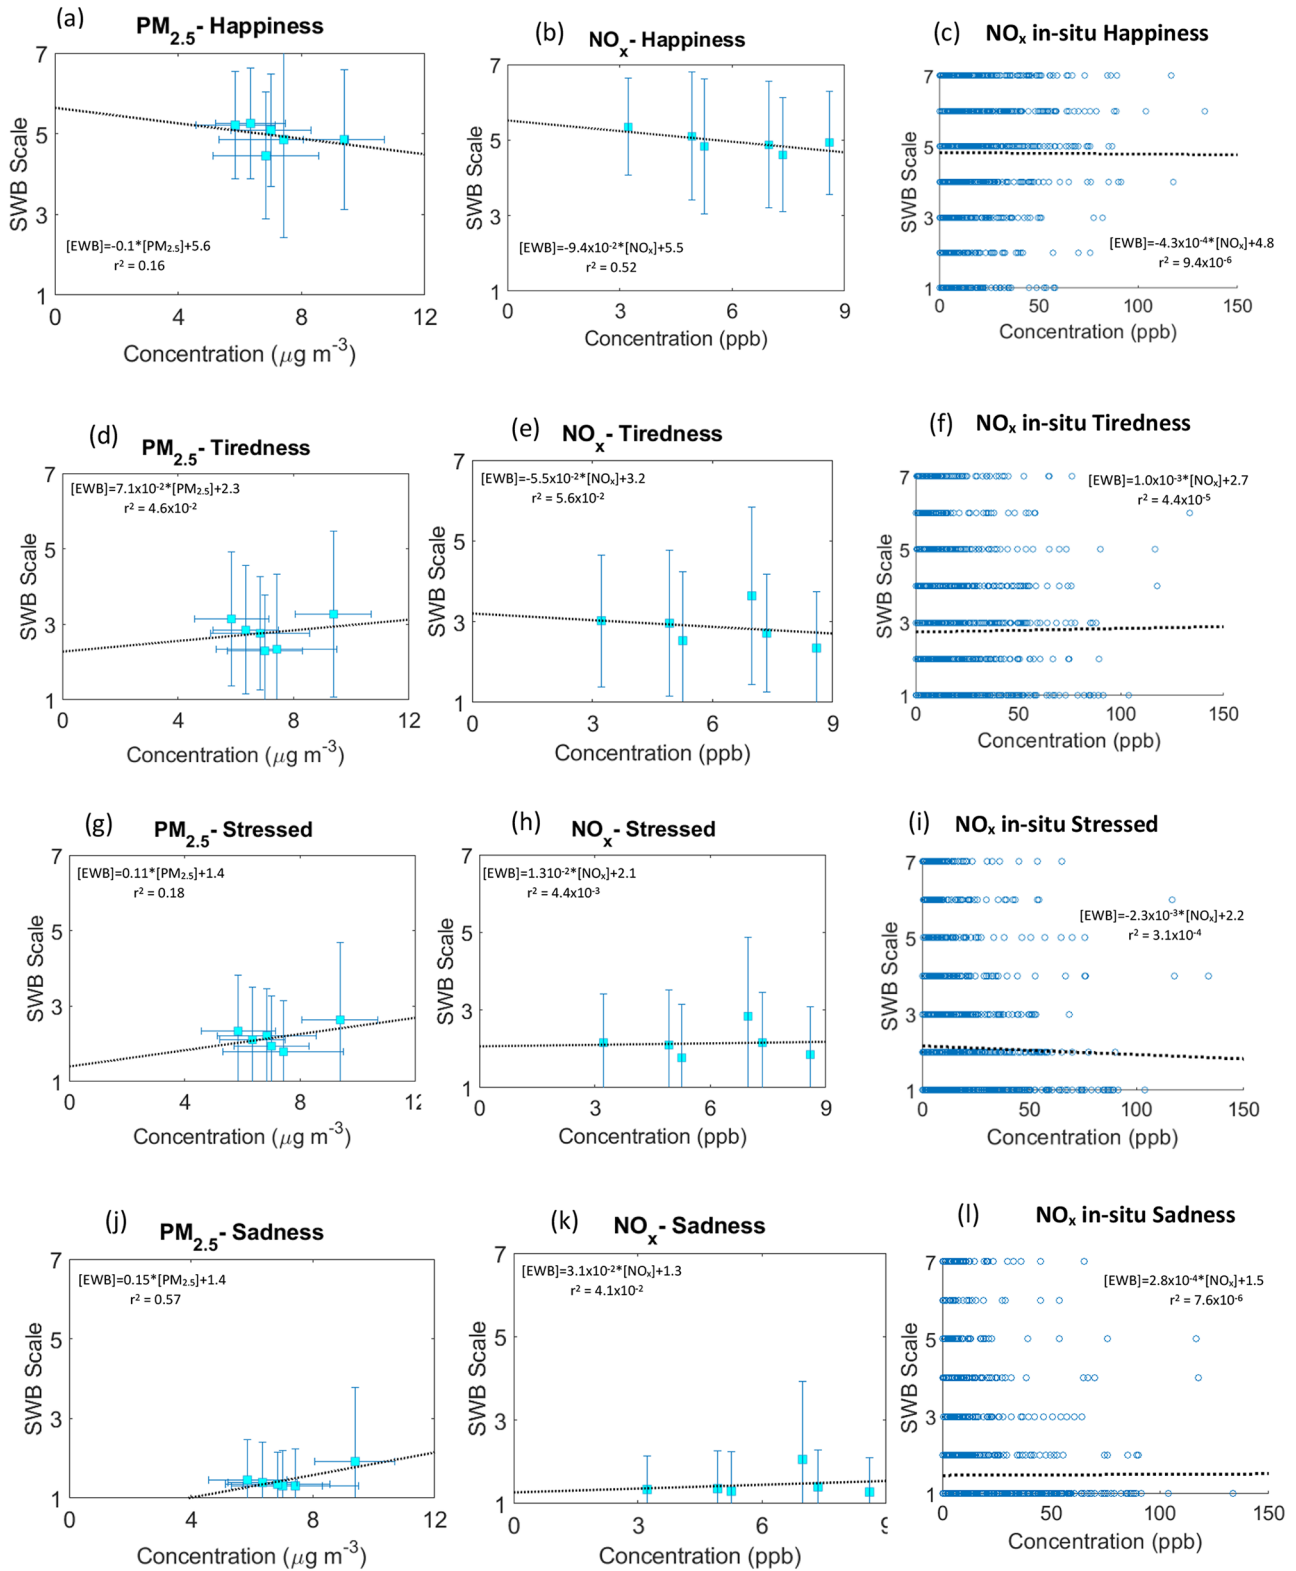 (a) PM2.5- Happiness
7
5
3
1
SWB Scale
[EWB]=-0.1*[PM2.5]+5.6
r² = 0.16
0 4 8 12
Concentration (μg m-3)
(b) NOx- Happiness
7
5
3
1
SWB Scale
[EWB]=-9.4x10-2*[NOx]+5.5
r² = 0.52
0 3 6 9
Concentration (ppb)
(c) NOx in-situ Happiness
7
5
3
1
SWB Scale
[EWB]=-4.3x10-4*[NOx]+4.8
r² = 9.4x10-6
0 50 100 150
Concentration (ppb)
(d) PM2.5- Tiredness
7
5
3
1
SWB Scale
[EWB]=7.1x10-2*[PM2.5]+2.3
r² = 4.6x10-2
0 4 8 12
Concentration (μg m-3)
(e) NOx- Tiredness
7
5
3
1
SWB Scale
[EWB]=-5.5x10-2*[NOx]+3.2
r² = 5.6x10-2
0 3 6 9
Concentration (ppb)
(f) NOx in-situ Tiredness
7
5
3
1
SWB Scale
[EWB]=1.0x10-3*[NOx]+2.7
r² = 4.4x10-5
0 50 100 150
Concentration (ppb)
(g) PM2.5- Stressed
7
5
3
1
SWB Scale
[EWB]=0.11*[PM2.5]+1.4
r² = 0.18
0 4 8 12
Concentration (μg m-3)
(h) NOx- Stressed
7
5
3
1
SWB Scale
[EWB]=1.310-2*[NOx]+2.1
r² = 4.4x10-3
0 3 6 9
Concentration (ppb)
(i) NOx in-situ Stressed
7
5
3
1
SWB Scale
[EWB]=-2.3x10-3*[NOx]+2.2
r² = 3.1x10-4
0 50 100 150
Concentration (ppb)
(j) PM2.5- Sadness
7
5
3
1
SWB Scale
[EWB]=0.15*[PM2.5]+1.4
r² = 0.57
0 4 8 12
Concentration (μg m-3)
(k) NOx- Sadness
7
5
3
1
SWB Scale
[EWB]=3.1x10-2*[NOx]+1.3
r² = 4.1x10-2
0 3 6 9
Concentration (ppb)
(l) NOx in-situ Sadness
7
5
3
1
SWB Scale
[EWB]=2.8x10-4*[NOx]+1.5
r² = 7.6x10-6
0 50 100 150
Concentration (ppb)